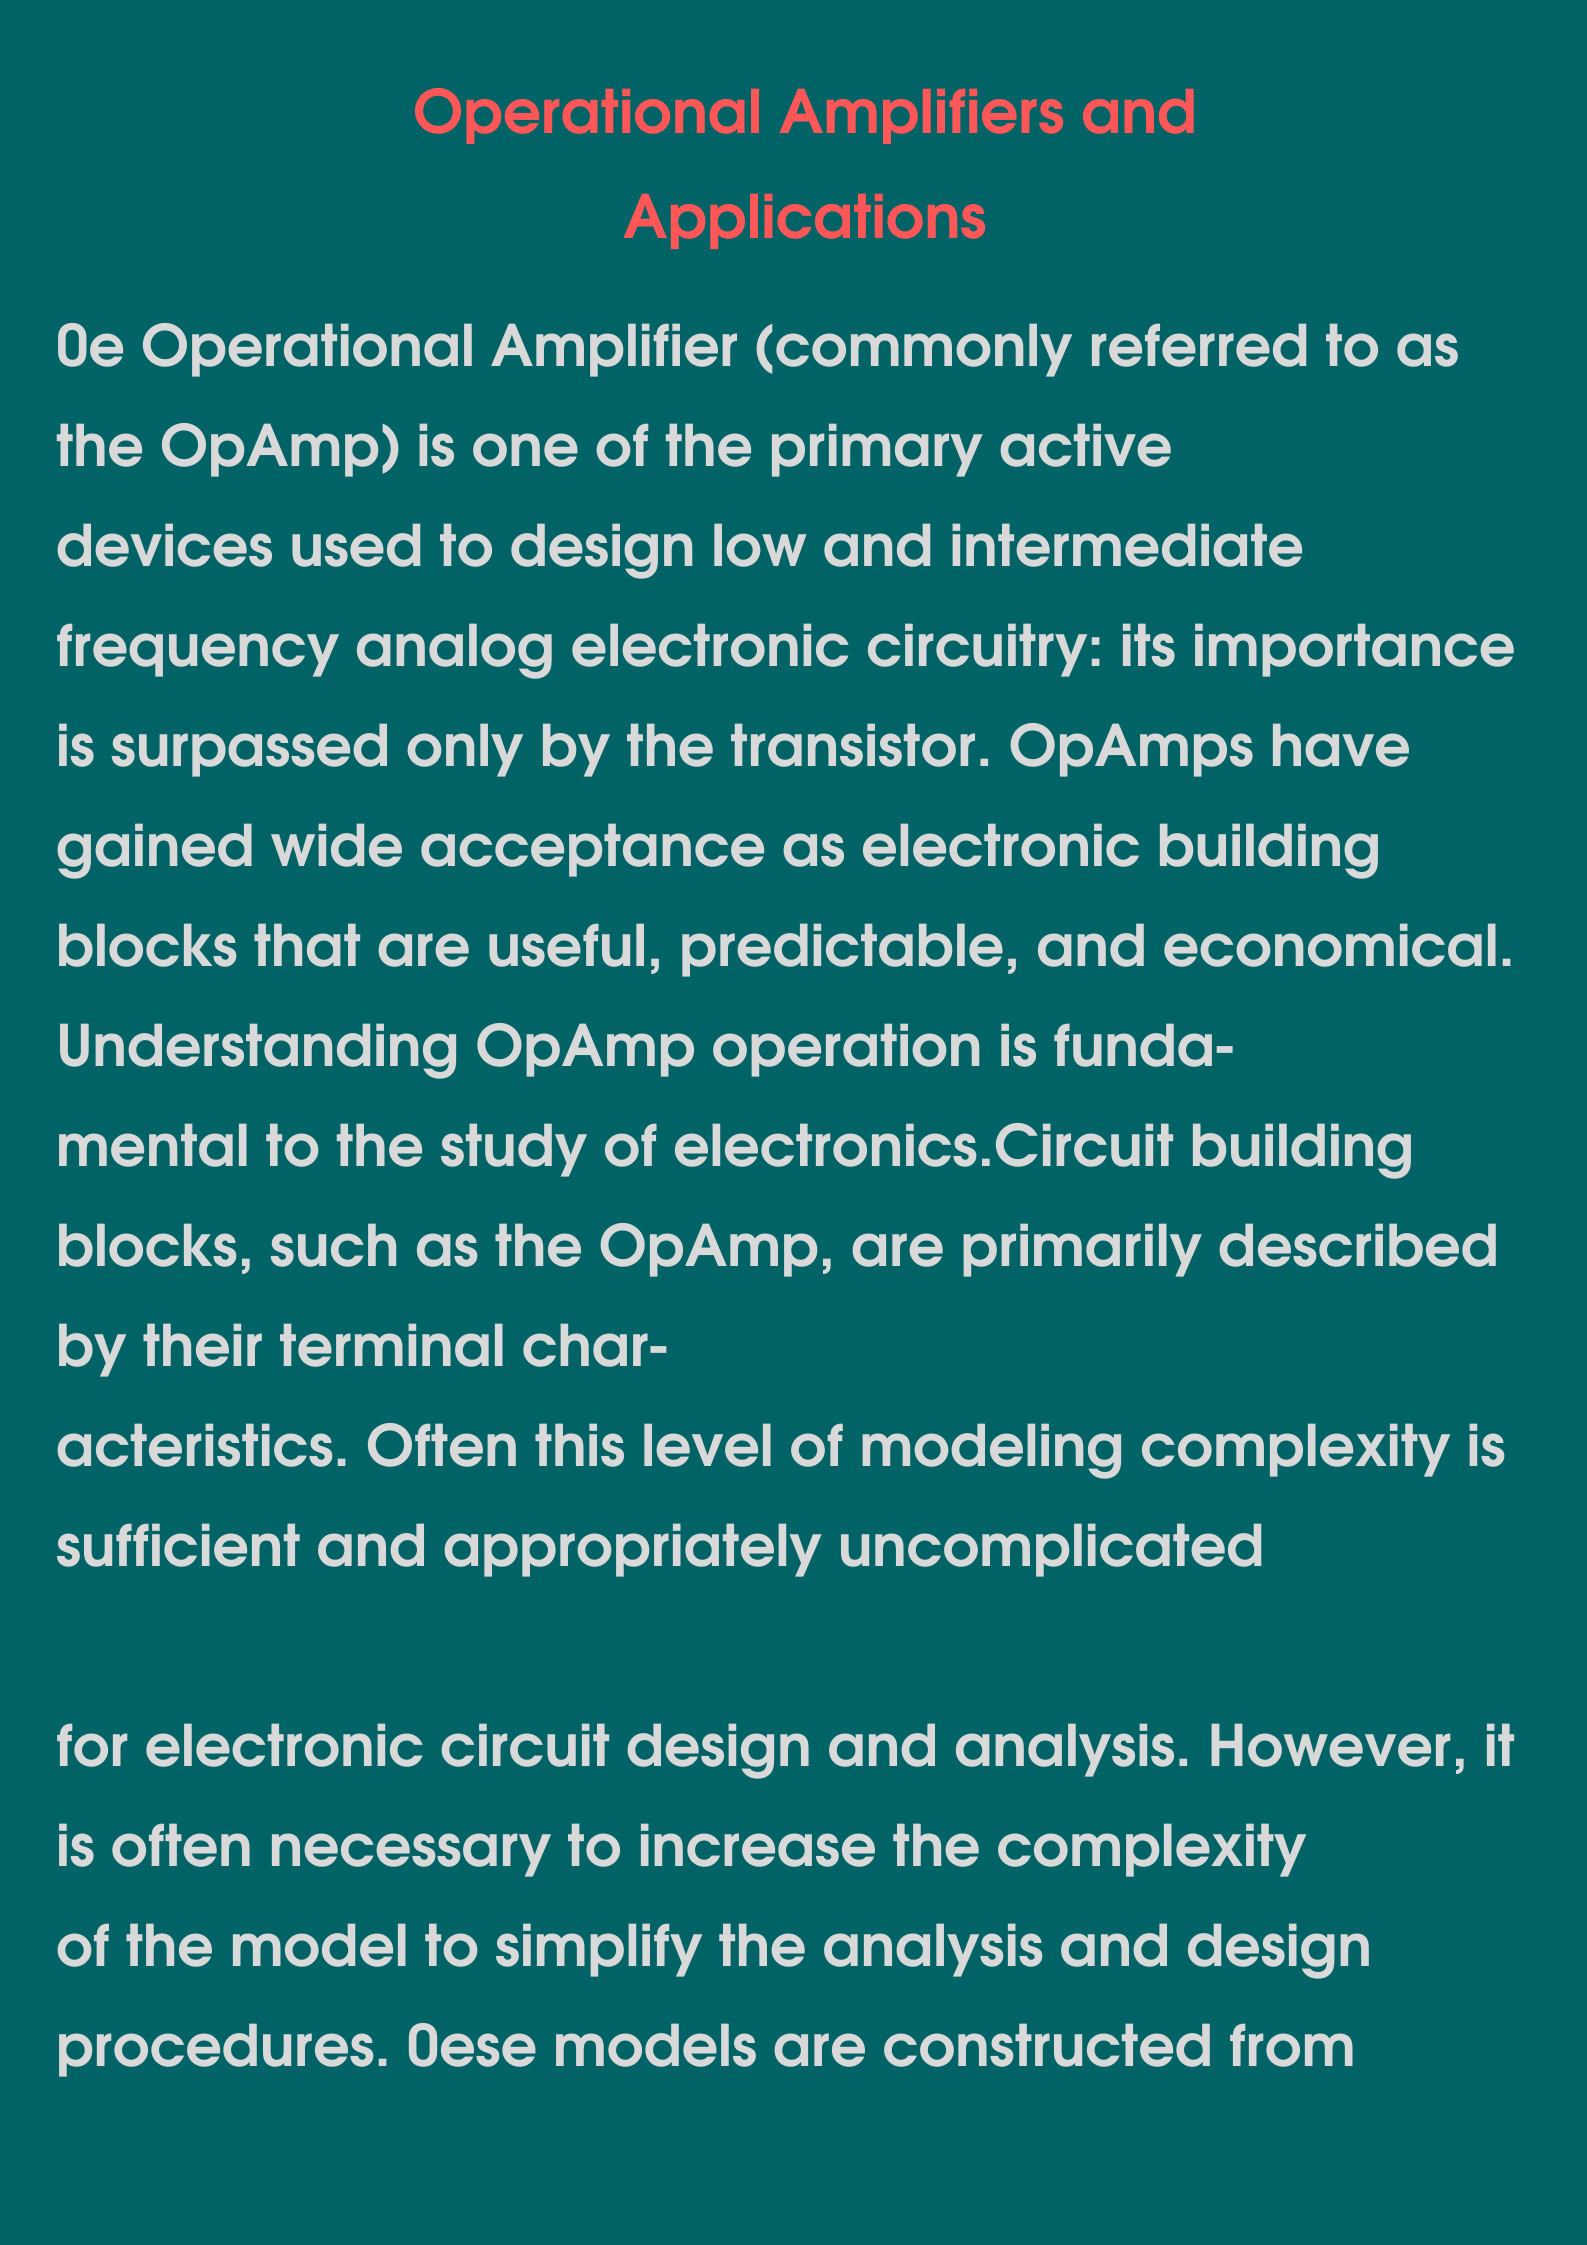 Operational Amplifiers and
Applications
0e Operational Amplifier (commonly referred to as
the OpAmp) is one of the primary active
devices used to design low and intermediate
frequency analog electronic circuitry: its importance
is surpassed only by the transistor. OpAmps have
gained wide acceptance as electronic building
blocks that are useful, predictable, and economical.
Understanding OpAmp operation is funda-
mental to the study of electronics.Circuit building
blocks, such as the OpAmp, are primarily described
by their terminal char-
acteristics. Often this level of modeling complexity is
sufficient and appropriately uncomplicated
for electronic circuit design and analysis. However, it
is often necessary to increase the complexity
of the model to simplify the analysis and design
procedures. 0ese models are constructed from